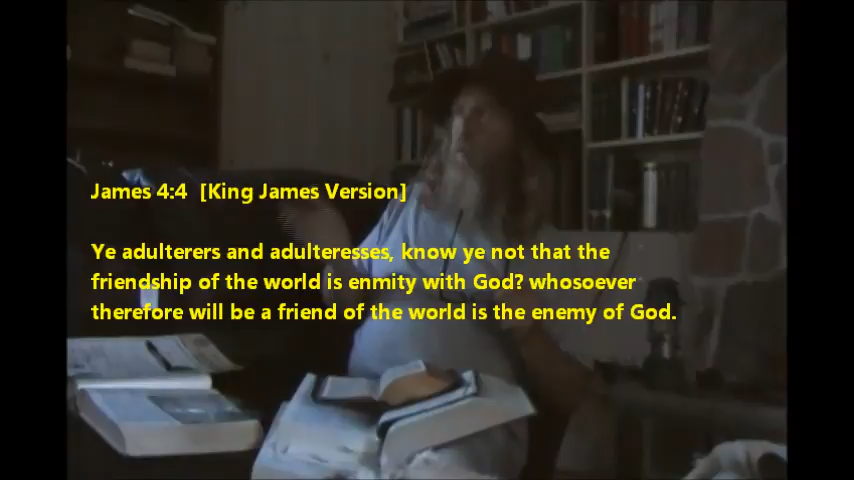 James 4:4 [King James Version]
Ye adulterers and adulteresses, know ye not that the
friendship of the world is enmity with God? whosoever
therefore will be a friend of the world is the enemy of God.